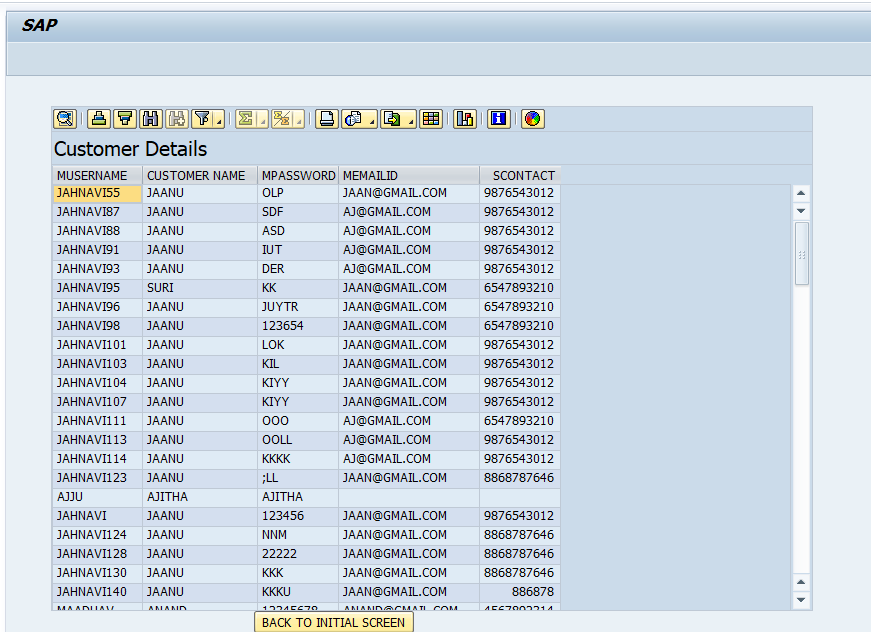 SAP
Customer Details
MUSERNAME CUSTOMER NAME MPASSWORD MEMAILID SCONTACT
JAHNAVI55 JAANU OLP JAAN@GMAIL.COM 9876543012
JAHNAVI87 JAANU SDF AJ@GMAIL.COM 9876543012
JAHNAVI88 JAANU ASD AJ@GMAIL.COM 9876543012
JAHNAVI91 JAANU IUT AJ@GMAIL.COM 9876543012
JAHNAVI93 JAANU DER AJ@GMAIL.COM 9876543012
JAHNAVI95 SURI KK JAAN@GMAIL.COM 6547893210
JAHNAVI96 JAANU JUYTR JAAN@GMAIL.COM 6547893210
JAHNAVI98 JAANU 123654 JAAN@GMAIL.COM 6547893210
JAHNAVI101 JAANU LOK JAAN@GMAIL.COM 9876543012
JAHNAVI103 JAANU KIL JAAN@GMAIL.COM 9876543012
JAHNAVI104 JAANU KIYY JAAN@GMAIL.COM 9876543012
JAHNAVI107 JAANU KIYY JAAN@GMAIL.COM 9876543012
JAHNAVI111 JAANU OOO AJ@GMAIL.COM 6547893210
JAHNAVI113 JAANU OOLL AJ@GMAIL.COM 9876543012
JAHNAVI114 JAANU KKKK AJ@GMAIL.COM 9876543012
JAHNAVI123 JAANU ;LL JAAN@GMAIL.COM 8868787646
AJJU AJITHA AJITHA
JAHNAVI JAANU 123456 JAAN@GMAIL.COM 9876543012
JAHNAVI124 JAANU NNM JAAN@GMAIL.COM 8868787646
JAHNAVI128 JAANU 22222 JAAN@GMAIL.COM 8868787646
JAHNAVI130 JAANU KKK JAAN@GMAIL.COM 8868787646
JAHNAVI140 JAANU KKKU JAAN@GMAIL.COM 886878
ANAND 12345678 ANAND@GMAIL.COM
BACK TO INITIAL SCREEN